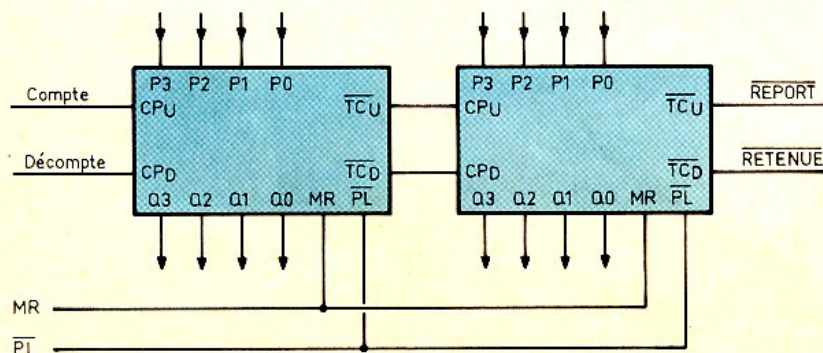 P3 P2 P1 P0
P3 P2 P1 P0
Compte
CPU
TCU
CPU
TCU
REPORT
Décompte
CPD
TCD
CPD
TCD
RETENUE
Q3 Q2 Q1 Q0 MR PL
Q3 Q2 Q1 Q0 MR PL
MR
PL